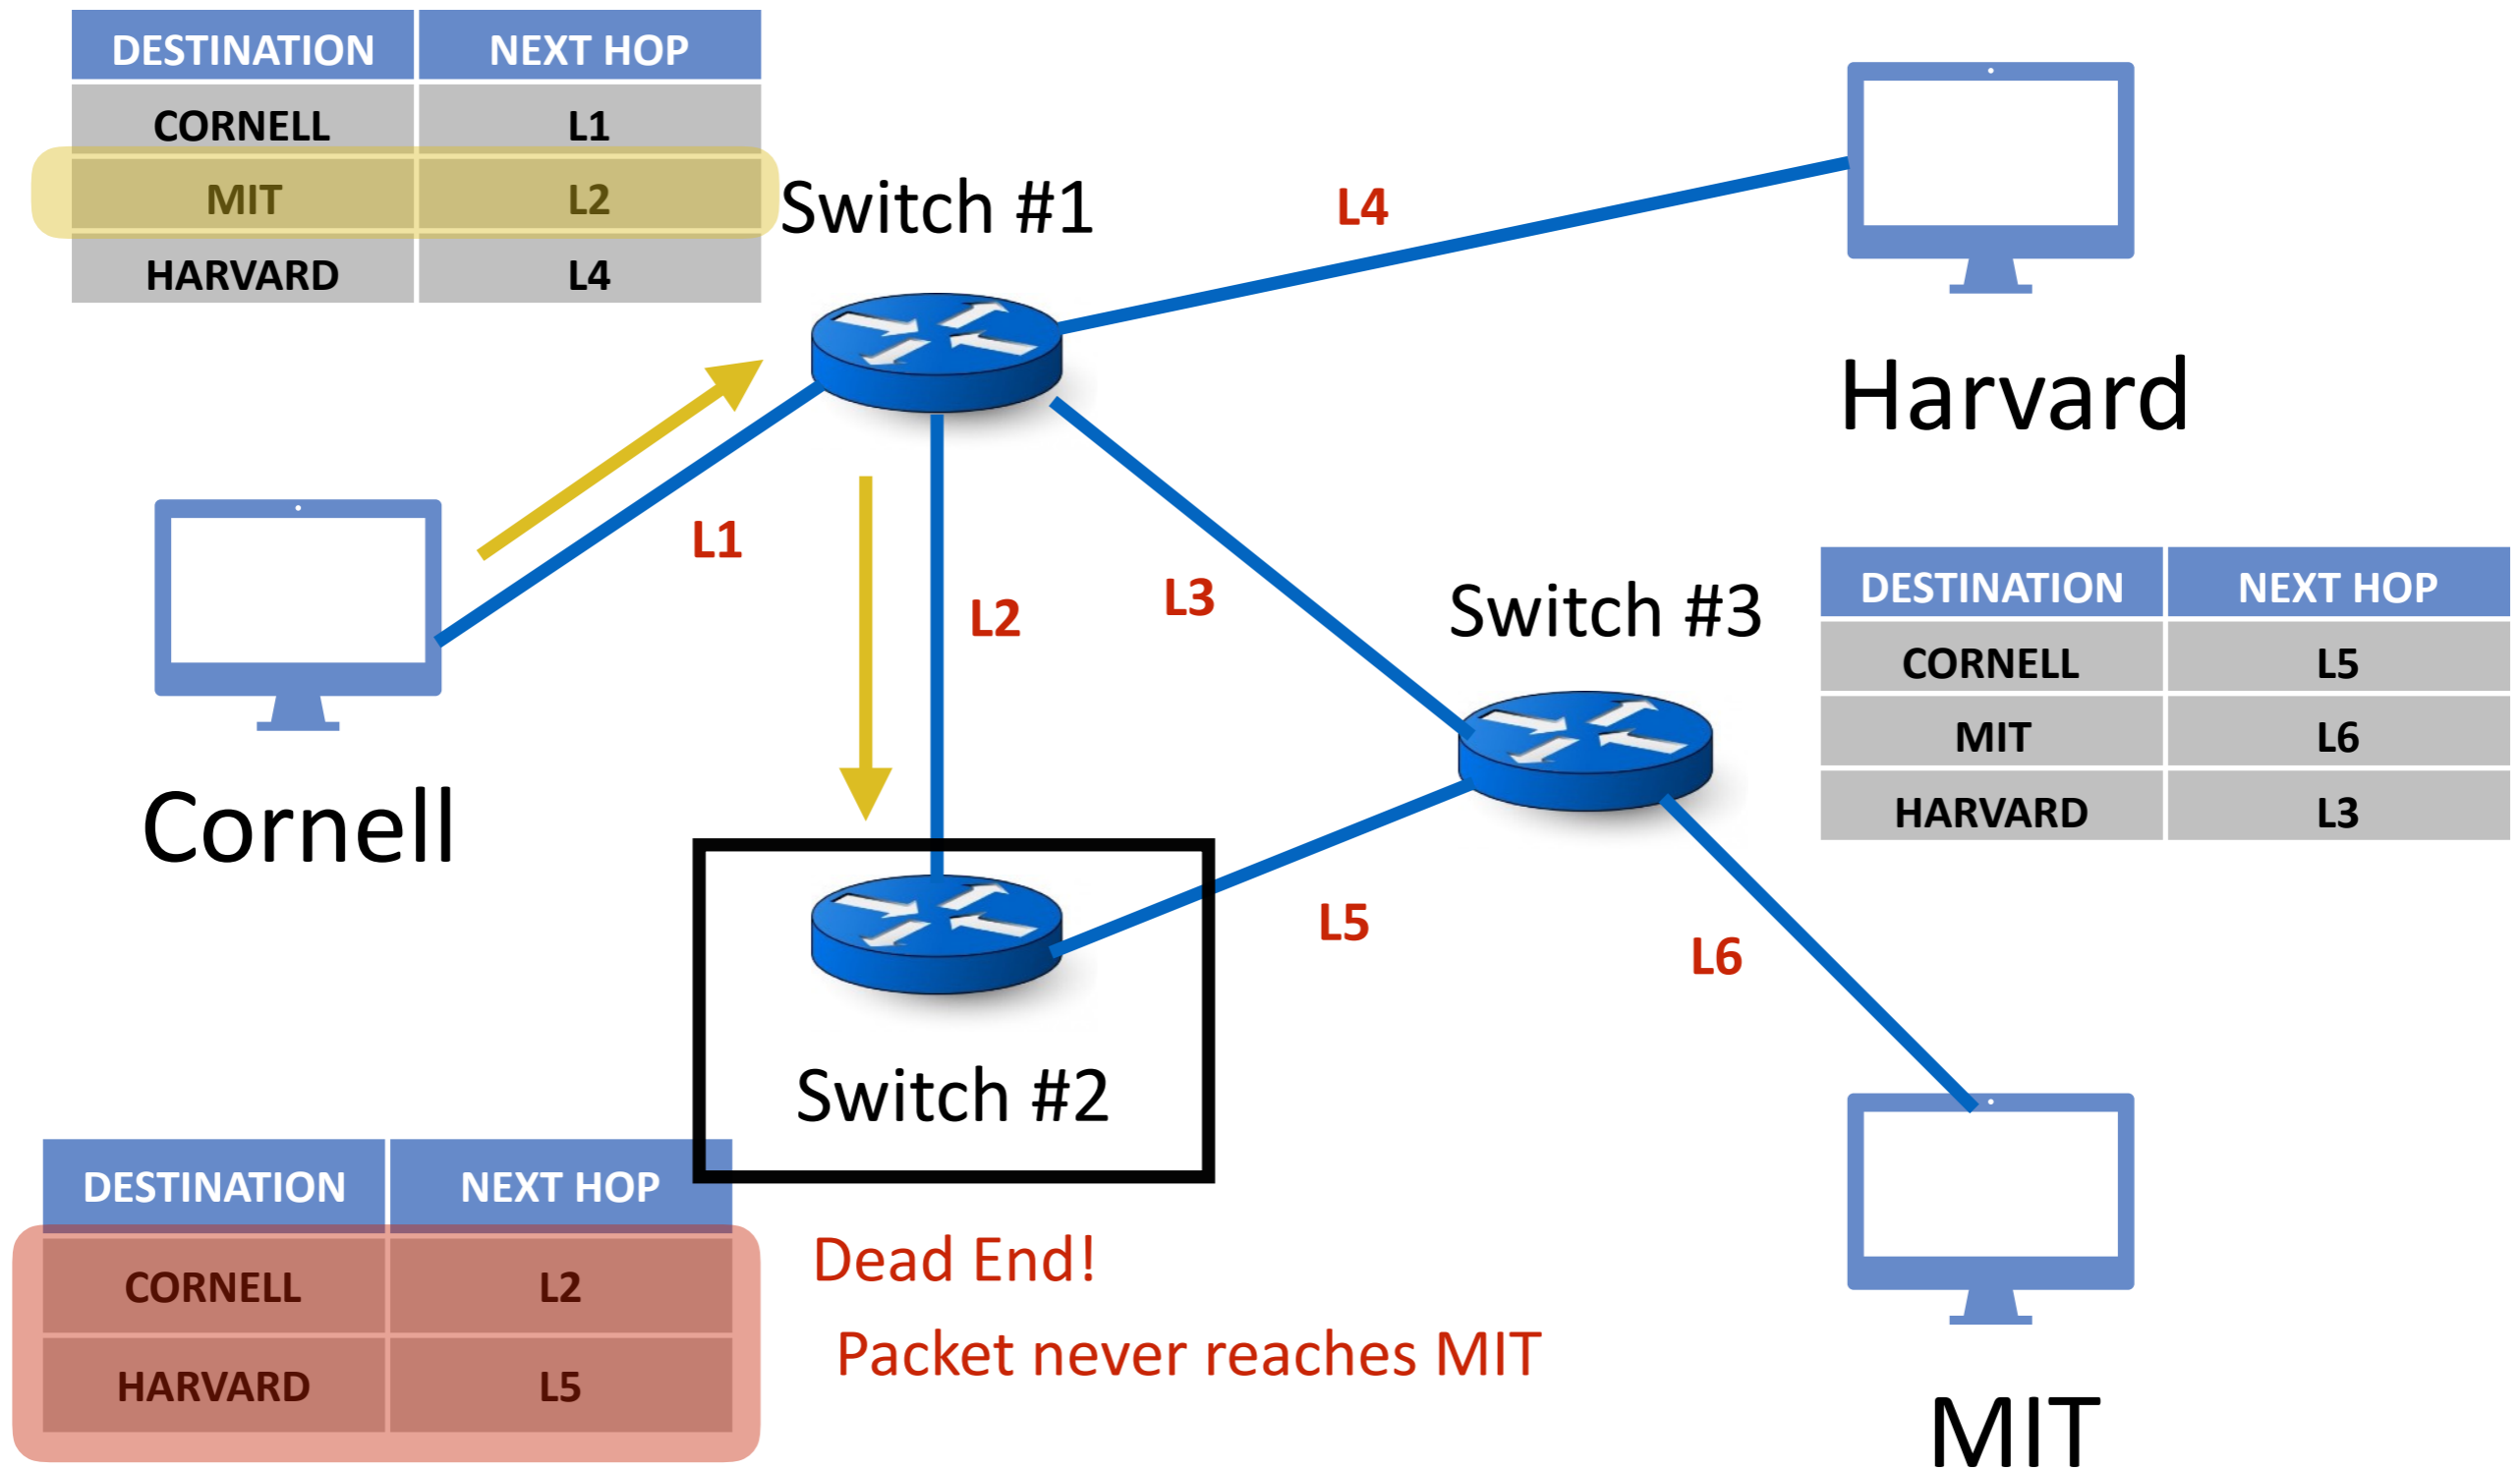 DESTINATION NEXT HOP
CORNELL L1
MIT L2
HARVARD L4
Switch #1
L4
Harvard
L1
L2
L3
Switch #3
DESTINATION NEXT HOP
CORNELL L5
MIT L6
HARVARD L3
Cornell
L5
L6
Switch #2
DESTINATION NEXT HOP
CORNELL L2
HARVARD L5
Dead End!
Packet never reaches MIT
MIT